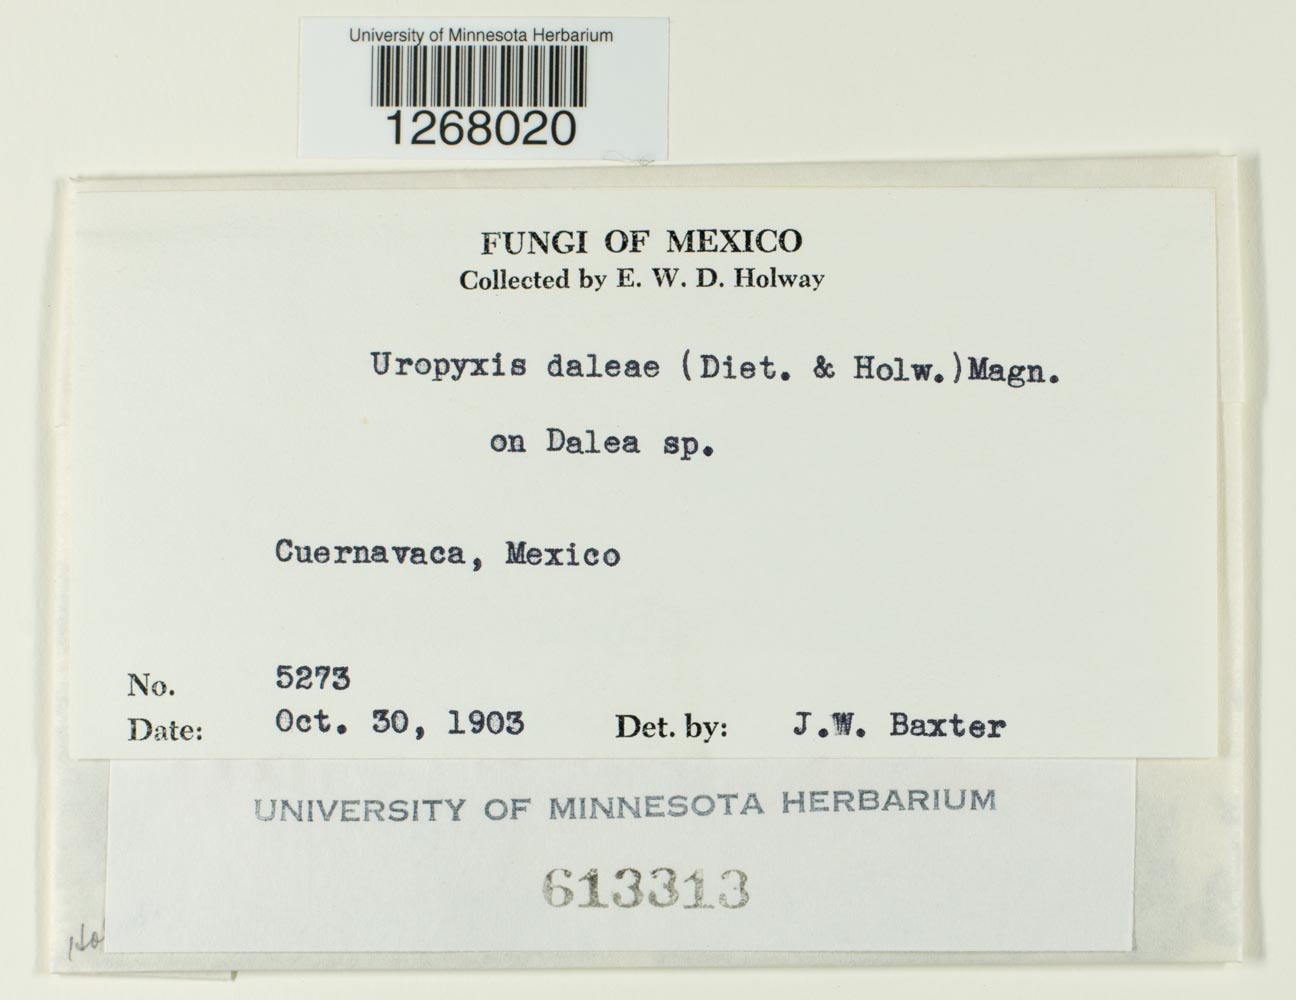 University of Minnesota Herbarium
1268020
FUNGI OF MEXICO
Collected by E. W. D. Holway
Uropyxis daleae (Diet. & Holw.)Magn.
on Dalea sp.
Cuernavaca, Mexico
No. 5273
Date: Oct. 30, 1903 Det. by: J.W. Baxter
UNIVERSITY OF MINNESOTA HERBARIUM
613313